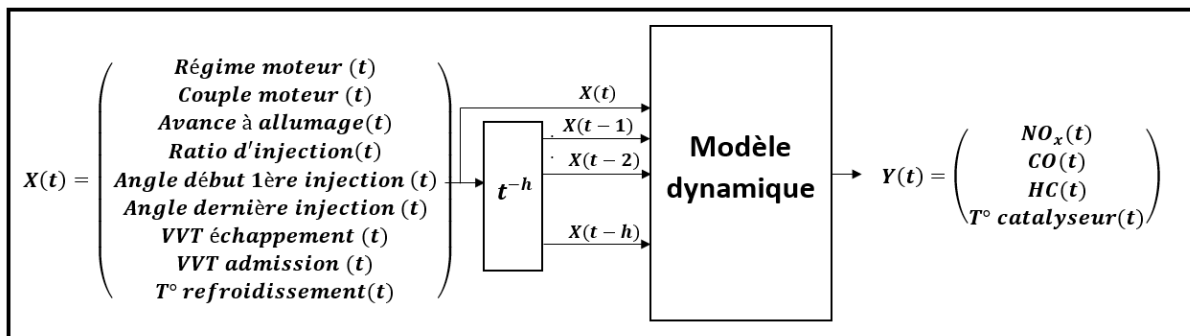 X(t) =
Régime moteur (t)
Couple moteur (t)
Avance à allumage(t)
Ratio d'injection(t)
Angle début 1ère injection (t)
Angle dernière injection (t)
VVT échappement (t)
VVT admission (t)
T° refroidissement(t)
t⁻ʰ
X(t)
X(t − 1)
X(t − 2)
X(t − h)
Modèle
dynamique
Y(t) =
NOₓ(t)
CO(t)
HC(t)
T° catalyseur(t)